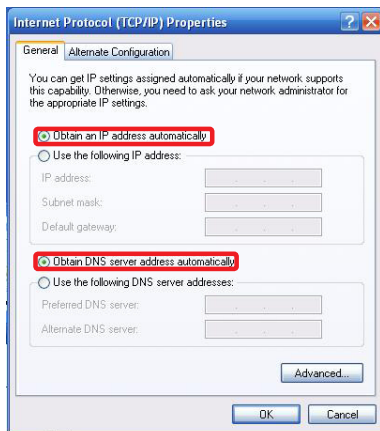 Internet Protocol (TCP/IP) Properties
General
Alternate Configuration
You can get IP settings assigned automatically if your network supports
this capability. Otherwise, you need to ask your network administrator for
the appropriate IP settings.
Obtain an IP address automatically
Use the following IP address:
IP address:
Subnet mask:
Default gateway:
Obtain DNS server address automatically
Use the following DNS server addresses:
Preferred DNS server:
Alternate DNS server:
Advanced...
OK
Cancel